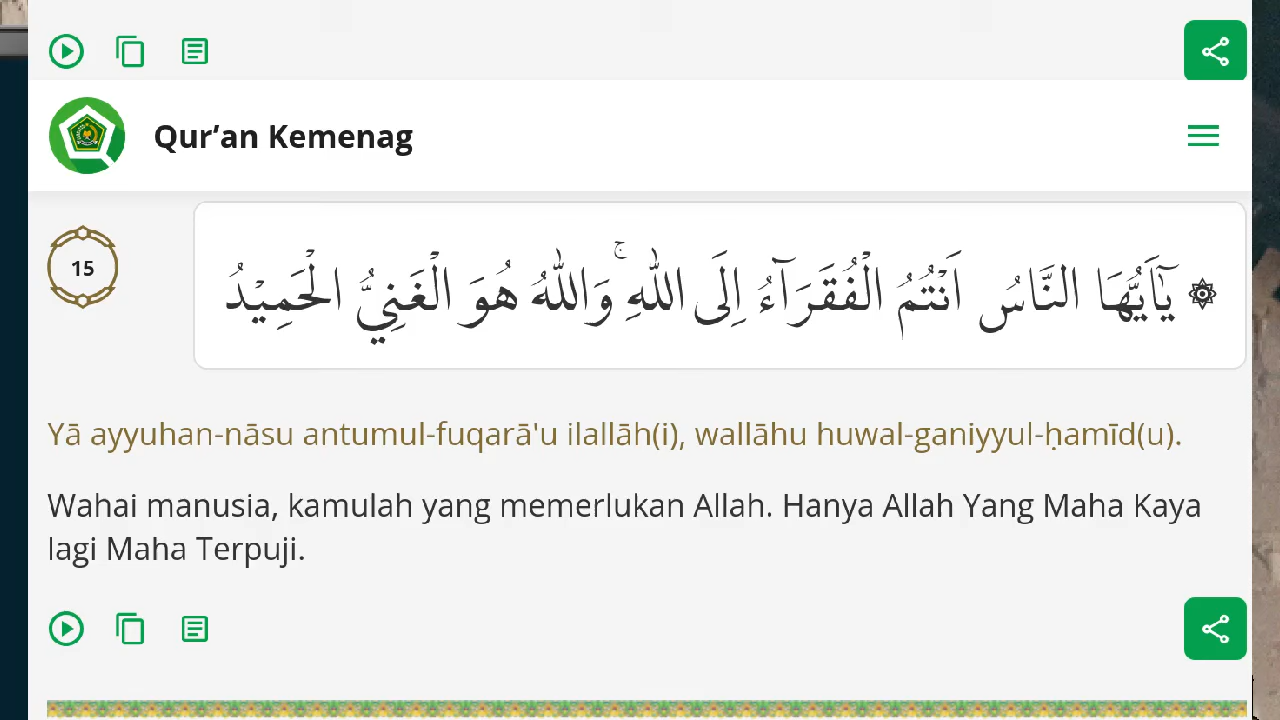 Qur’an Kemenag
15
۞ يٰٓاَيُّهَا النَّاسُ اَنْتُمُ الْفُقَرَاۤءُ اِلَى اللّٰهِ ۚوَاللّٰهُ هُوَ الْغَنِيُّ الْحَمِيْدُ
Yā ayyuhan-nāsu antumul-fuqarā'u ilallāh(i), wallāhu huwal-ganiyyul-ḥamīd(u).
Wahai manusia, kamulah yang memerlukan Allah. Hanya Allah Yang Maha Kaya
lagi Maha Terpuji.